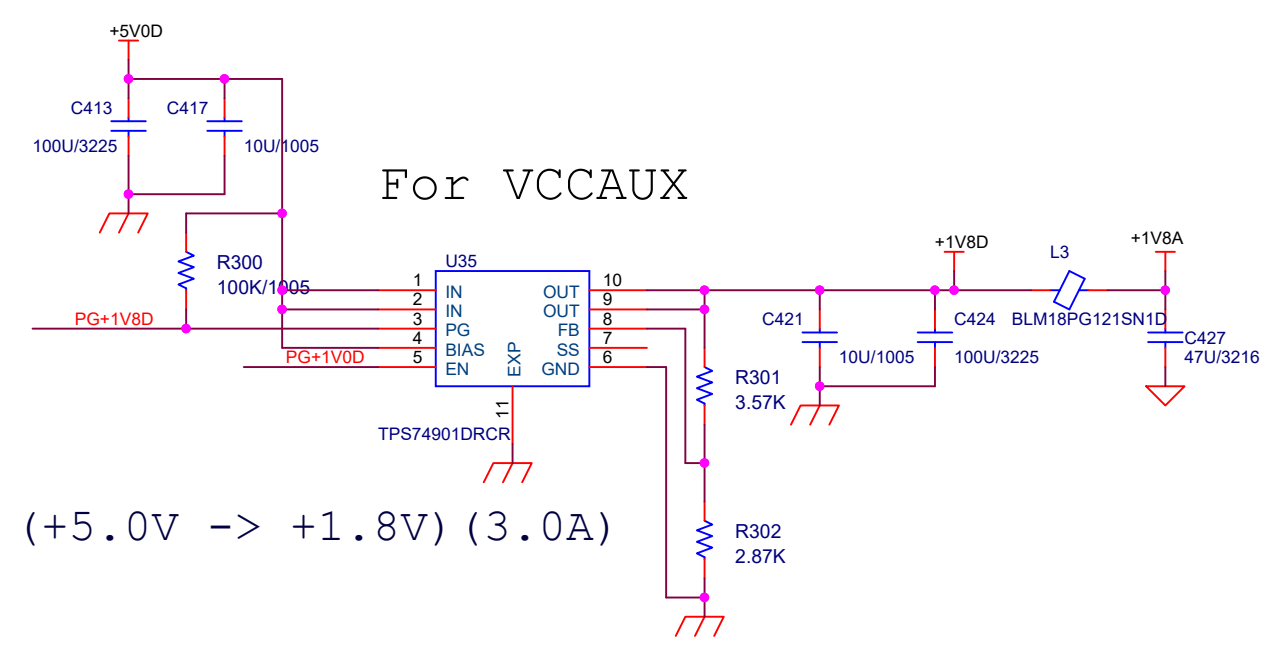 +5V0D
C413
C417
100U/3225
10U/1005
For VCCAUX
R300
100K/1005
PG+1V8D
PG+1V0D
U35
1
IN
2
IN
3
PG
4
BIAS
5
EN
10
OUT
9
OUT
8
FB
7
SS
6
GND
EXP
11
TPS74901DRCR
+1V8D
L3
+1V8A
C421
C424
BLM18PG121SN1D
C427
10U/1005
100U/3225
47U/3216
R301
3.57K
R302
2.87K
(+5.0V -> +1.8V)(3.0A)